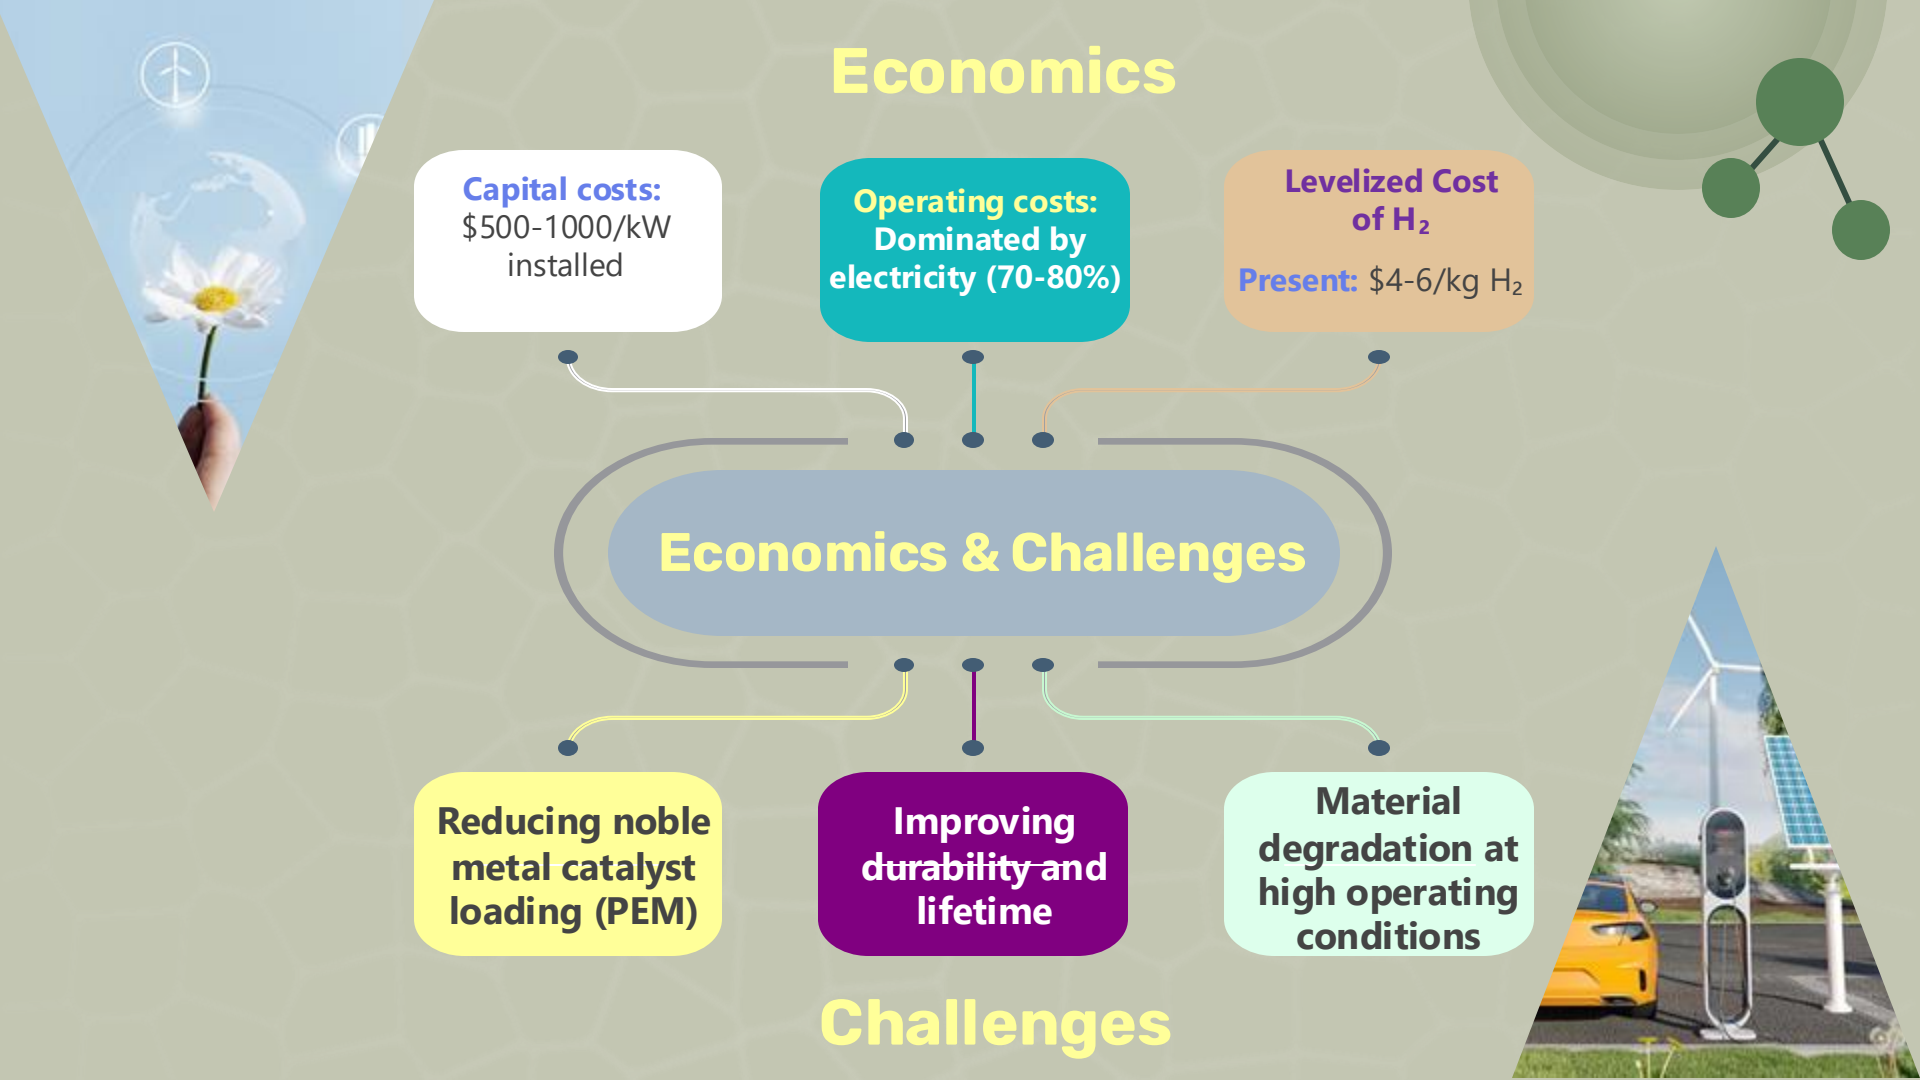 Economics
Capital costs:
$500-1000/kW
installed
Operating costs:
Dominated by
electricity (70-80%)
Levelized Cost
of H₂
Present: $4-6/kg H₂
Economics & Challenges
Reducing noble
metal catalyst
loading (PEM)
Improving
durability and
lifetime
Material
degradation at
high operating
conditions
Challenges